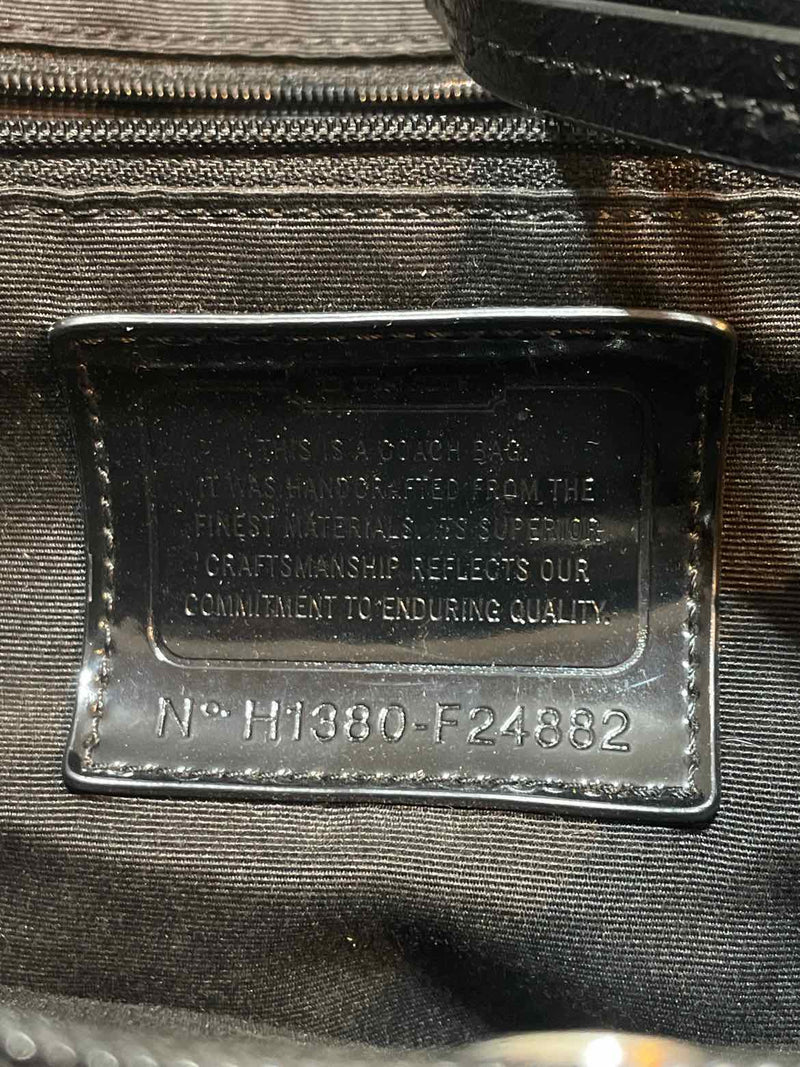 THIS IS A COACH BAG.
IT WAS HANDCRAFTED FROM THE
FINEST MATERIALS. ITS SUPERIOR
CRAFTSMANSHIP REFLECTS OUR
COMMITMENT TO ENDURING QUALITY.
Nº H1380-F24882